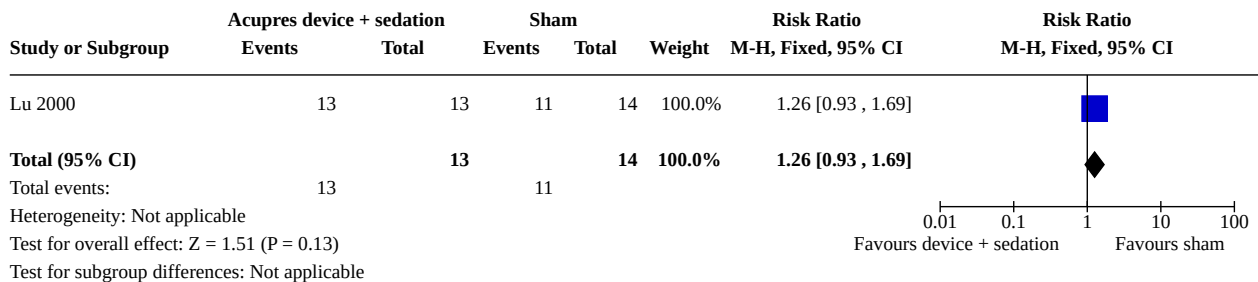 Acupres device + sedation Sham Risk Ratio Risk Ratio
Study or Subgroup Events Total Events Total Weight M-H, Fixed, 95% CI M-H, Fixed, 95% CI
Lu 2000 13 13 11 14 100.0% 1.26 [0.93 , 1.69]
Total (95% CI) 13 14 100.0% 1.26 [0.93 , 1.69]
Total events: 13 11
Heterogeneity: Not applicable
0.01 0.1 1 10 100
Test for overall effect: Z = 1.51 (P = 0.13) Favours device + sedation Favours sham
Test for subgroup differences: Not applicable